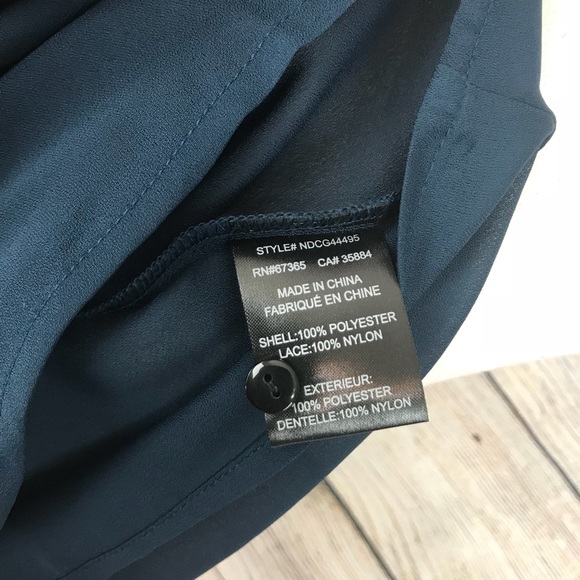 STYLE# NDCG44495
RN#67365 CA# 35884
MADE IN CHINA
FABRIQUÉ EN CHINE
SHELL:100% POLYESTER
LACE:100% NYLON
EXTERIEUR:
100% POLYESTER
DENTELLE:100% NYLON